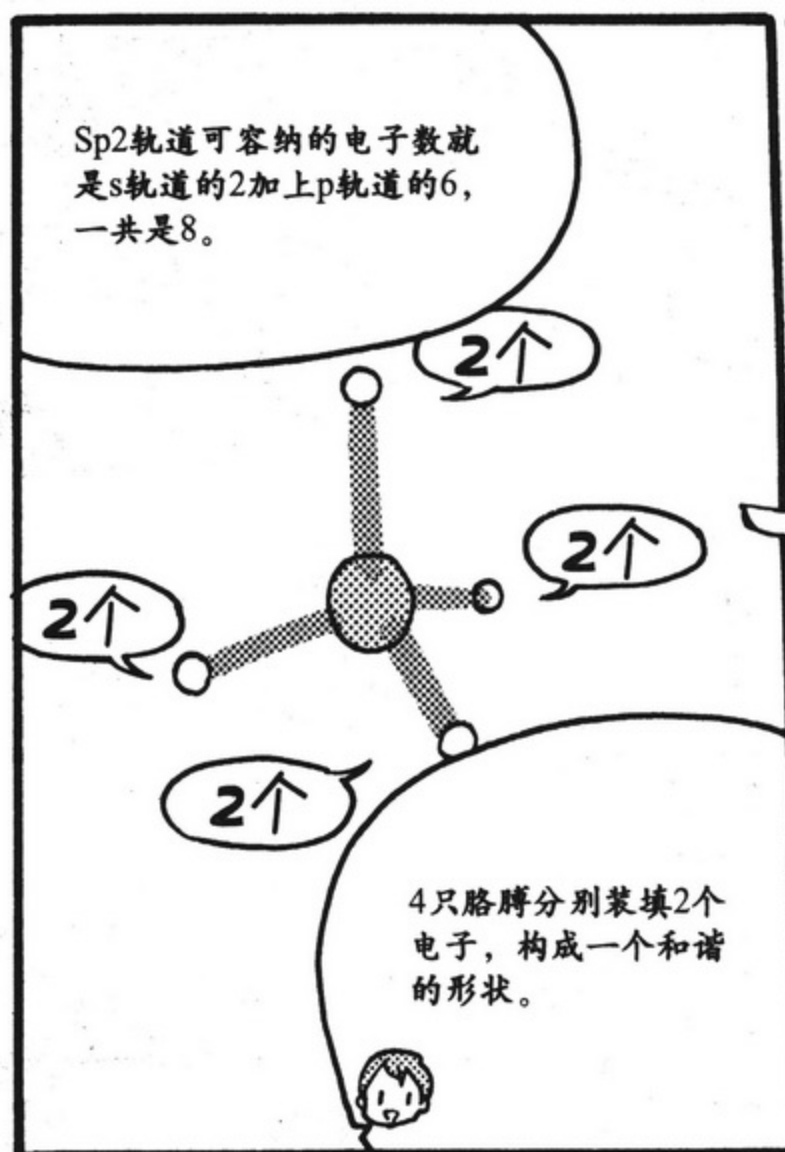 Sp2轨道可容纳的电子数就
是s轨道的2加上p轨道的6，
一共是8。
2个
2个
2个
2个
4只胳膊分别装填2个
电子，构成一个和谐
的形状。